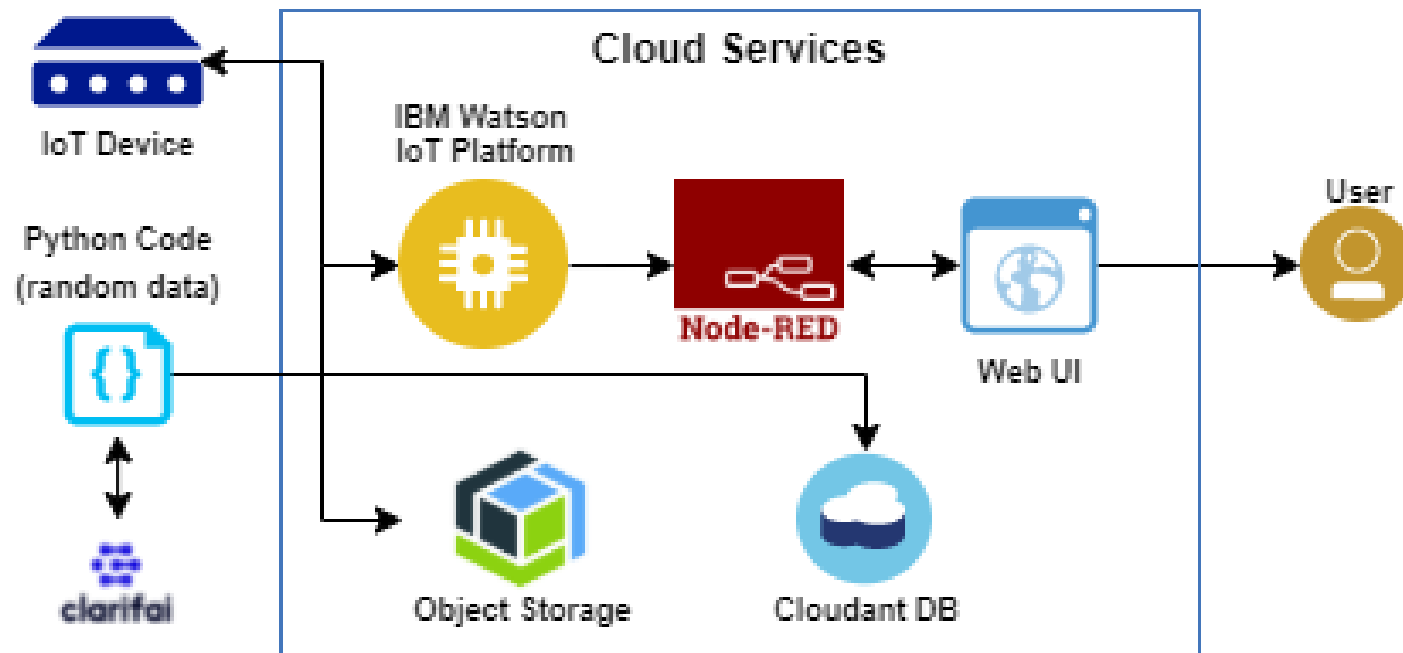 Cloud Services
IoT Device
IBM Watson
IoT Platform
User
Python Code
(random data)
{}
Node-RED
Web UI
clarifai
Object Storage
Cloudant DB